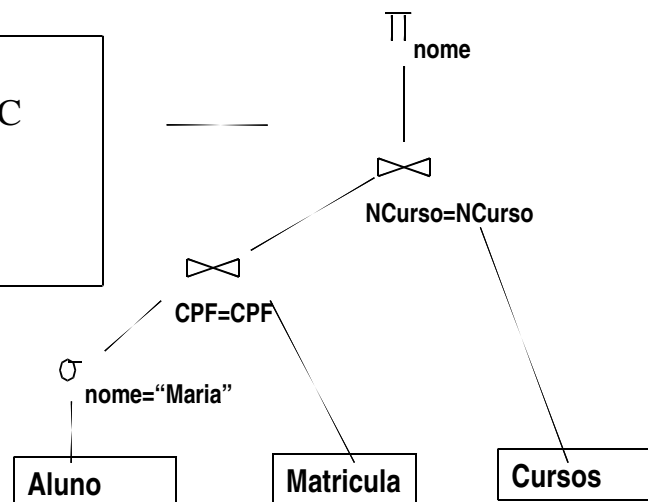 nome
C
NCurso=NCurso
CPF=CPF
σ
nome=“Maria”
Aluno
Matricula
Cursos